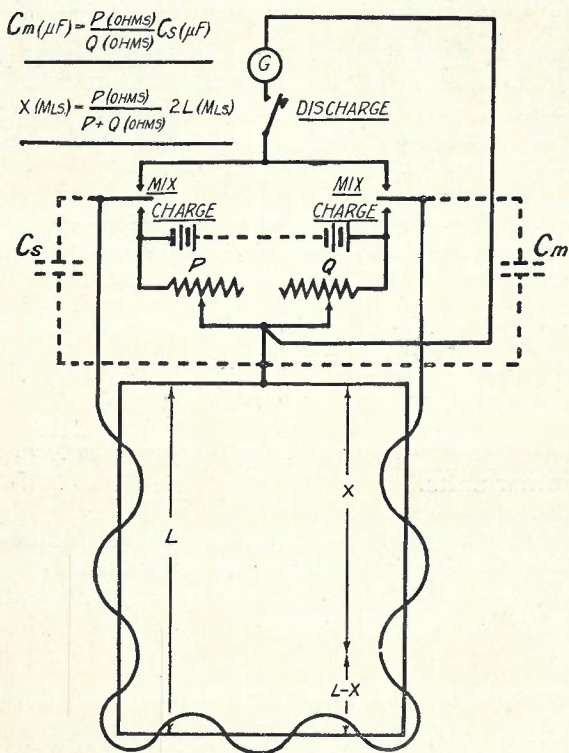 Cm (μF) = P (OHMS) / Q (OHMS) Cs (μF)
X (MLS) = P (OHMS) / P + Q (OHMS) 2L (MLS)
G
DISCHARGE
MIX
MIX
CHARGE
CHARGE
Cs
Cm
P
Q
X
L
L-X